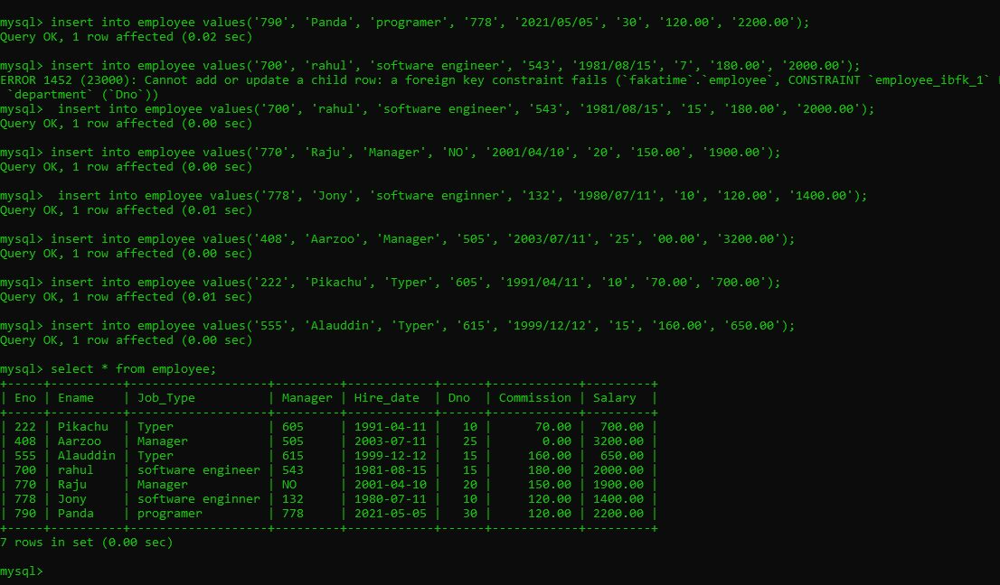 mysql> insert into employee values('790', 'Panda', 'programer', '778', '2021/05/05', '30', '120.00', '2200.00');
Query OK, 1 row affected (0.02 sec)
mysql> insert into employee values('700', 'rahul', 'software engineer', '543', '1981/08/15', '7', '180.00', '2000.00');
ERROR 1452 (23000): Cannot add or update a child row: a foreign key constraint fails (`fakatime`.`employee`, CONSTRAINT `employee_ibfk_1`
`department` (`Dno`))
mysql>  insert into employee values('700', 'rahul', 'software engineer', '543', '1981/08/15', '15', '180.00', '2000.00');
Query OK, 1 row affected (0.00 sec)
mysql> insert into employee values('770', 'Raju', 'Manager', 'NO', '2001/04/10', '20', '150.00', '1900.00');
Query OK, 1 row affected (0.00 sec)
mysql>  insert into employee values('778', 'Jony', 'software enginner', '132', '1980/07/11', '10', '120.00', '1400.00');
Query OK, 1 row affected (0.01 sec)
mysql> insert into employee values('408', 'Aarzoo', 'Manager', '505', '2003/07/11', '25', '00.00', '3200.00');
Query OK, 1 row affected (0.00 sec)
mysql> insert into employee values('222', 'Pikachu', 'Typer', '605', '1991/04/11', '10', '70.00', '700.00');
Query OK, 1 row affected (0.01 sec)
mysql> insert into employee values('555', 'Alauddin', 'Typer', '615', '1999/12/12', '15', '160.00', '650.00');
Query OK, 1 row affected (0.00 sec)
mysql> select * from employee;
+-----+----------+-------------------+---------+------------+------+------------+---------+
| Eno | Ename    | Job_Type          | Manager | Hire_date  | Dno  | Commission | Salary  |
+-----+----------+-------------------+---------+------------+------+------------+---------+
| 222 | Pikachu  | Typer             | 605     | 1991-04-11 |   10 |      70.00 |  700.00 |
| 408 | Aarzoo   | Manager           | 505     | 2003-07-11 |   25 |       0.00 | 3200.00 |
| 555 | Alauddin | Typer             | 615     | 1999-12-12 |   15 |     160.00 |  650.00 |
| 700 | rahul    | software engineer | 543     | 1981-08-15 |   15 |     180.00 | 2000.00 |
| 770 | Raju     | Manager           | NO      | 2001-04-10 |   20 |     150.00 | 1900.00 |
| 778 | Jony     | software enginner | 132     | 1980-07-11 |   10 |     120.00 | 1400.00 |
| 790 | Panda    | programer         | 778     | 2021-05-05 |   30 |     120.00 | 2200.00 |
+-----+----------+-------------------+---------+------------+------+------------+---------+
7 rows in set (0.00 sec)
mysql>